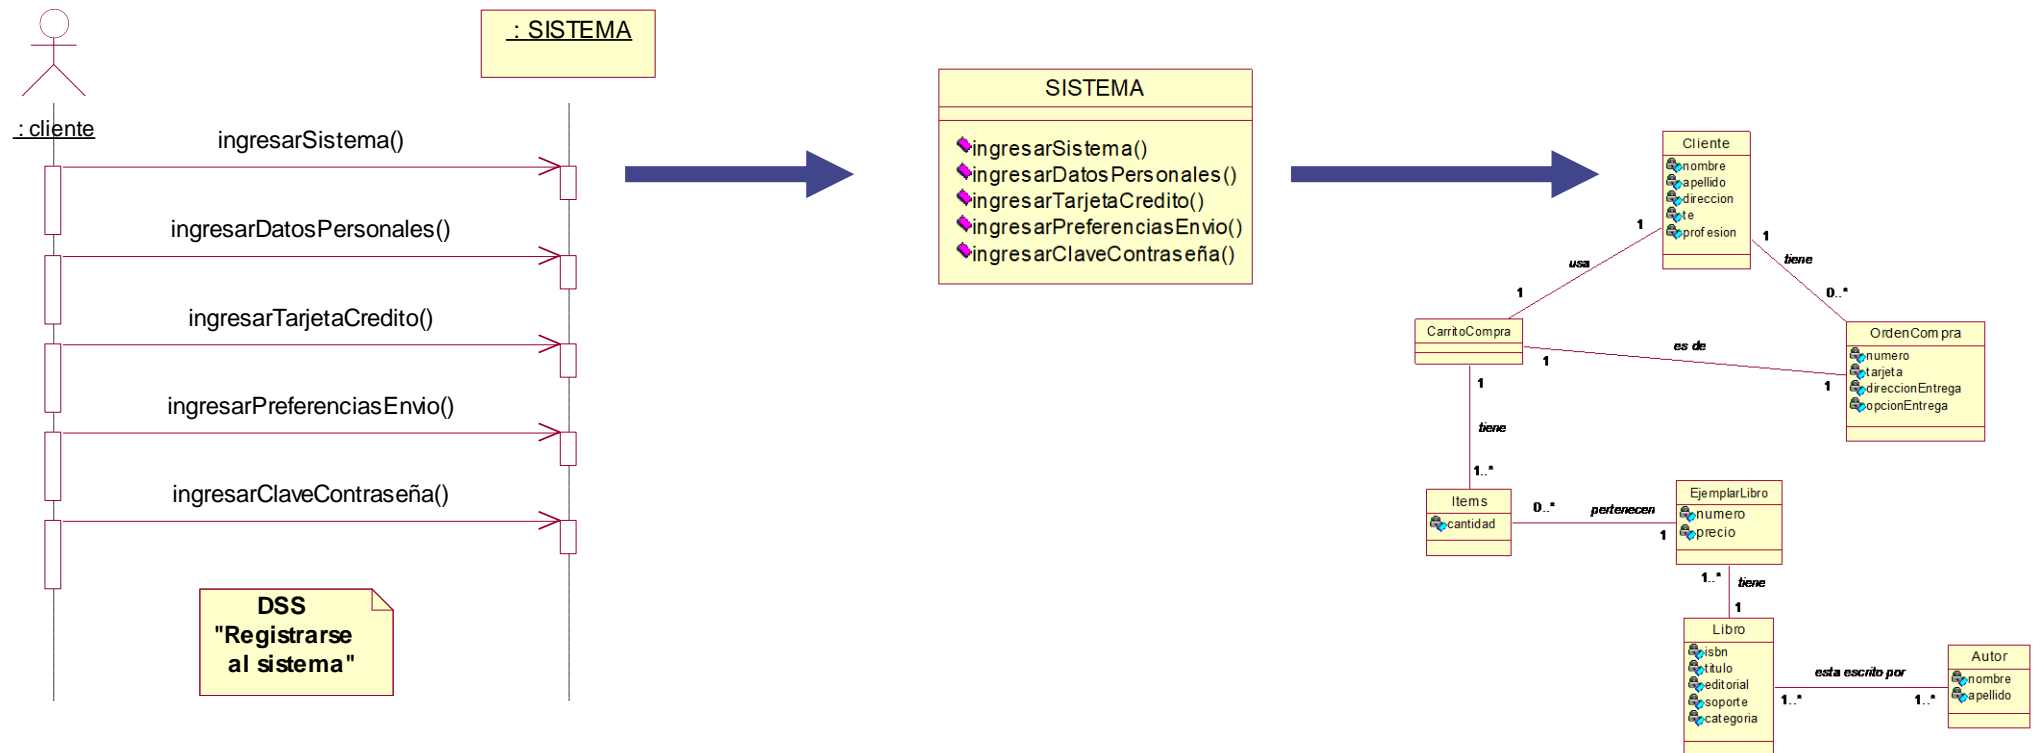 : cliente
: SISTEMA
ingresarSistema()
ingresarDatosPersonales()
ingresarTarjetaCredito()
ingresarPreferenciasEnvio()
ingresarClaveContraseña()
DSS
"Registrarse
al sistema"
SISTEMA
ingresarSistema()
ingresarDatosPersonales()
ingresarTarjetaCredito()
ingresarPreferenciasEnvio()
ingresarClaveContraseña()
Cliente
nombre
apellido
direccion
te
profesion
1
usa
1
1
tiene
0..*
CarritoCompra
1
es de
1
OrdenCompra
numero
tarjeta
direccionEntrega
opcionEntrega
1
tiene
1..*
Items
cantidad
0..*
pertenecen
1
EjemplarLibro
numero
precio
1..*
tiene
1
Libro
isbn
titulo
editorial
soporte
categoria
1..*
esta escrito por
1..*
Autor
nombre
apellido